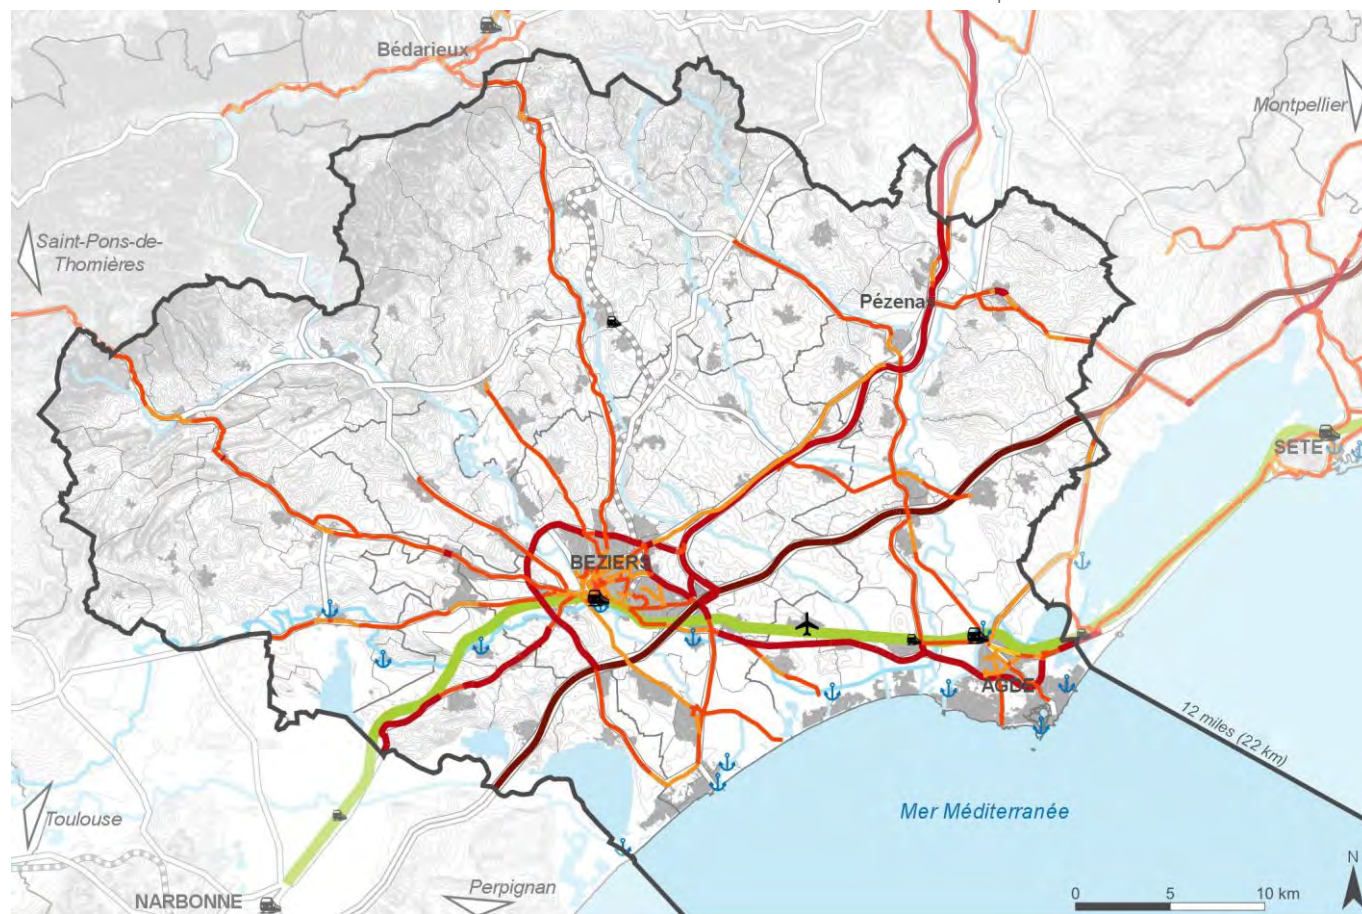 Bédarieux
Montpellier
Saint-Pons-de-
Thomières
Pézenas
SETE
BEZIERS
AGDE
12 miles (22 km)
Mer Méditerranée
Toulouse
Perpignan
NARBONNE
N
0 5 10 km